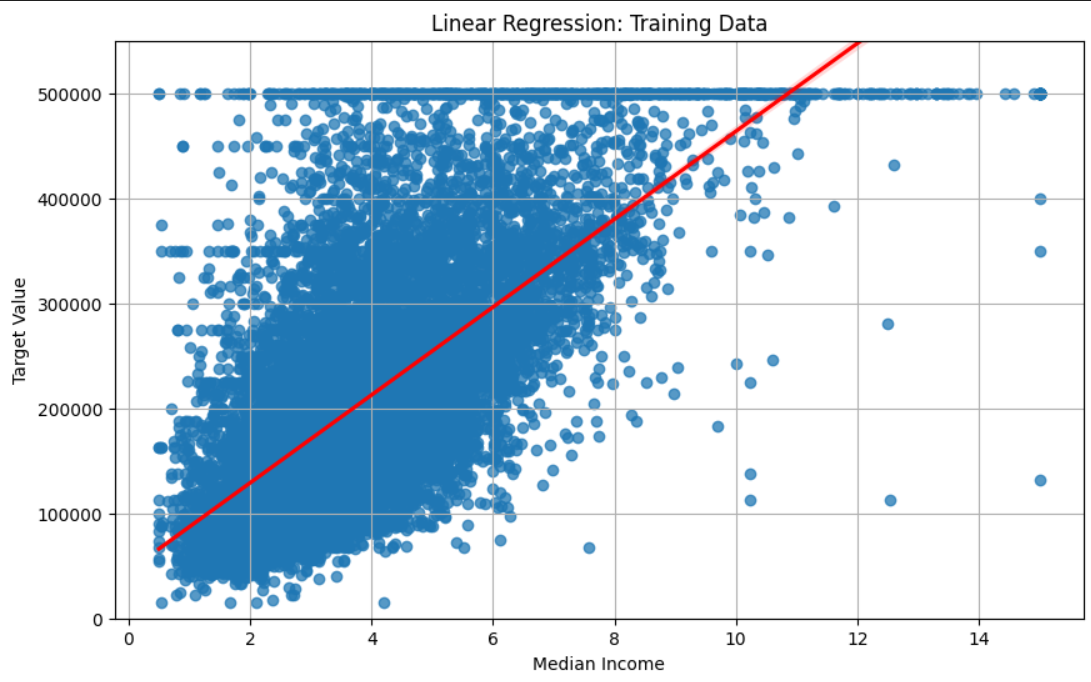 Linear Regression: Training Data
500000
400000
300000
200000
100000
0
Target Value
0 2 4 6 8 10 12 14
Median Income